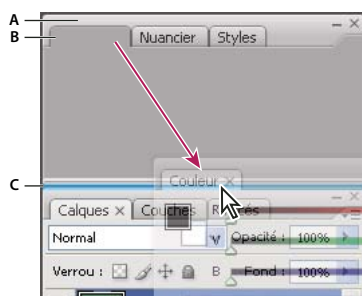 A
B
Nuancier Styles
Couleur ×
C
Calques × Couches
Normal Opacité : 100%
Verrou : B Fond : 100%